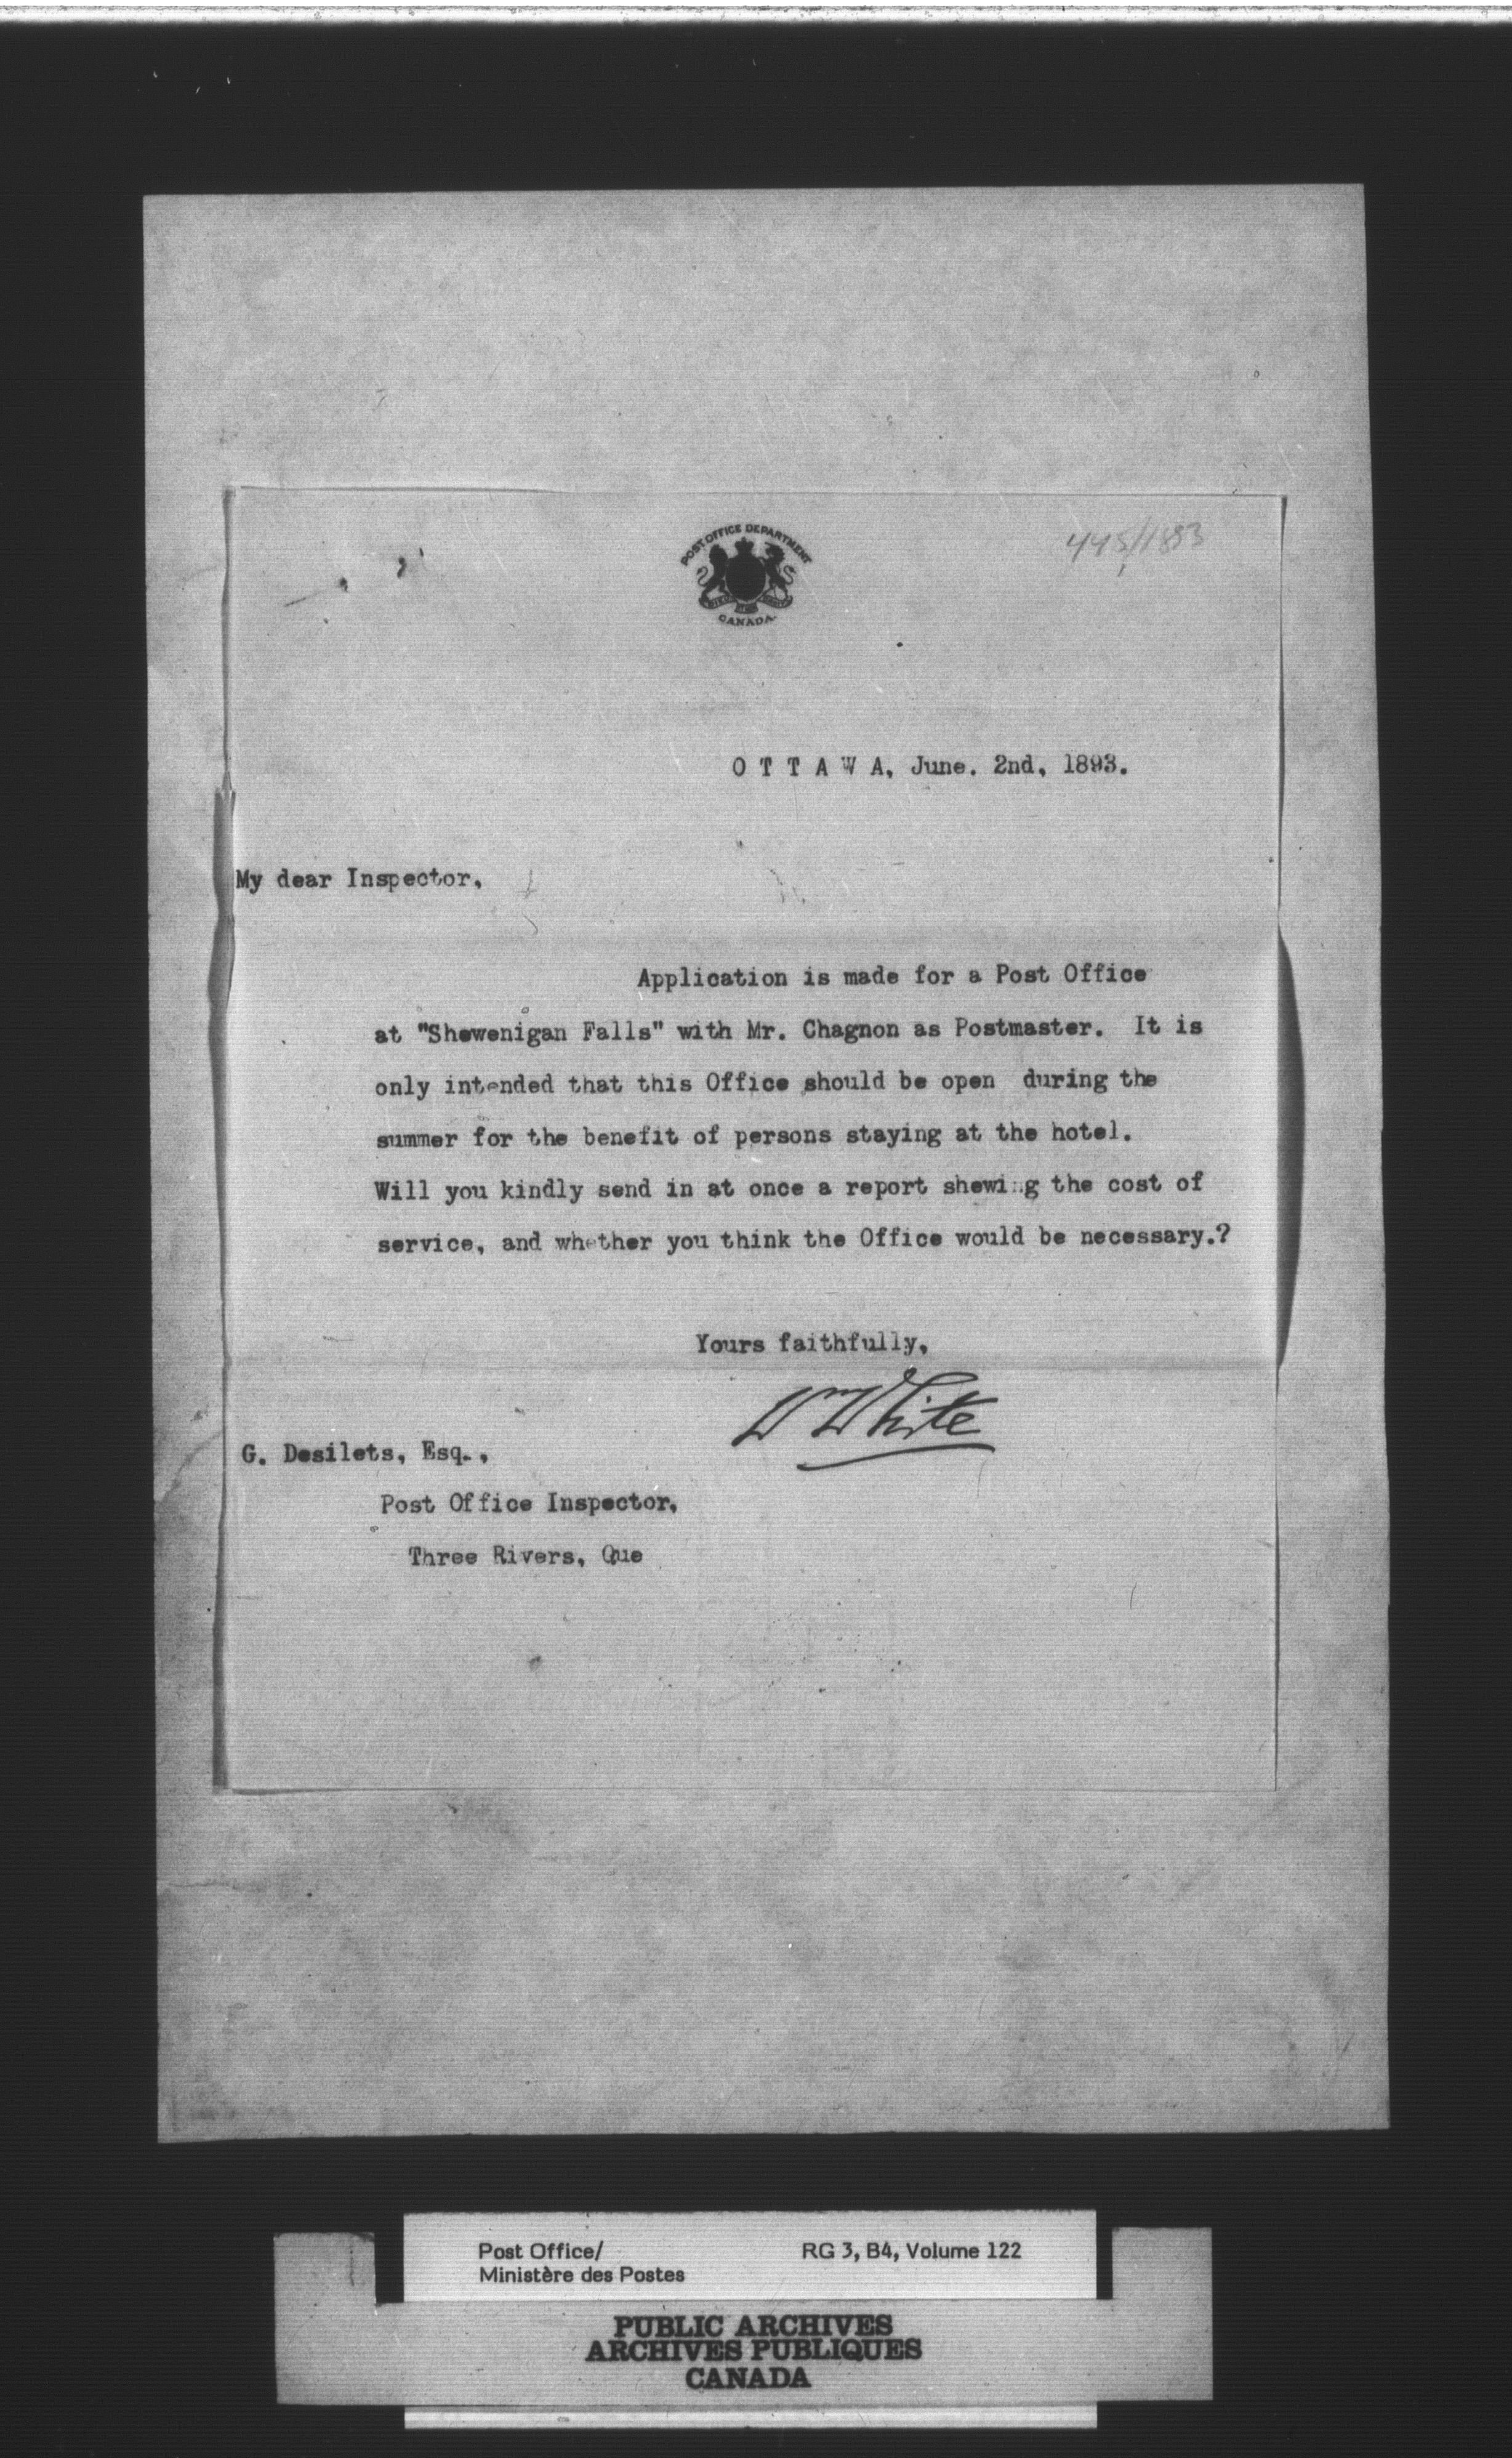 POST OFFICE DEPARTMENT
CANADA.
445/1893
O T T A W A, June. 2nd, 1893.
My dear Inspector,
Application is made for a Post Office
at "Shewenigan Falls" with Mr. Chagnon as Postmaster. It is
only intended that this Office should be open during the
summer for the benefit of persons staying at the hotel.
Will you kindly send in at once a report shewing the cost of
service, and whether you think the Office would be necessary.?
Yours faithfully,
Wm White
G. Desilets, Esq.,
Post Office Inspector,
Three Rivers, Que
Post Office/ RG 3, B4, Volume 122
Ministère des Postes
PUBLIC ARCHIVES
ARCHIVES PUBLIQUES
CANADA